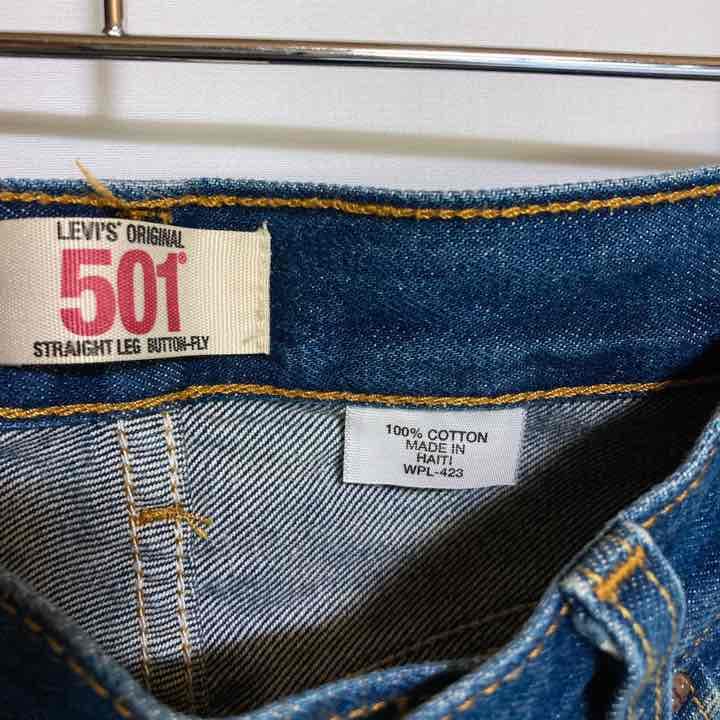 LEVI'S® ORIGINAL
501®
STRAIGHT LEG BUTTON-FLY
100% COTTON
MADE IN
HAITI
WPL-423